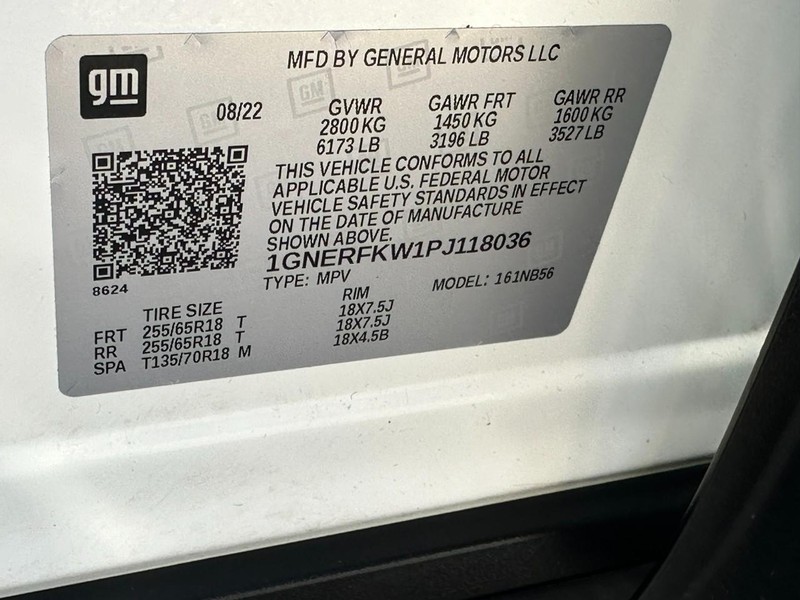 gm
MFD BY GENERAL MOTORS LLC
08/22 GVWR GAWR FRT GAWR RR
2800 KG 1450 KG 1600 KG
6173 LB 3196 LB 3527 LB
THIS VEHICLE CONFORMS TO ALL
APPLICABLE U.S. FEDERAL MOTOR
VEHICLE SAFETY STANDARDS IN EFFECT
ON THE DATE OF MANUFACTURE
SHOWN ABOVE.
1GNERFKW1PJ118036
8624 TYPE: MPV MODEL: 161NB56
TIRE SIZE RIM
FRT 255/65R18 T 18X7.5J
RR 255/65R18 T 18X7.5J
SPA T135/70R18 M 18X4.5B